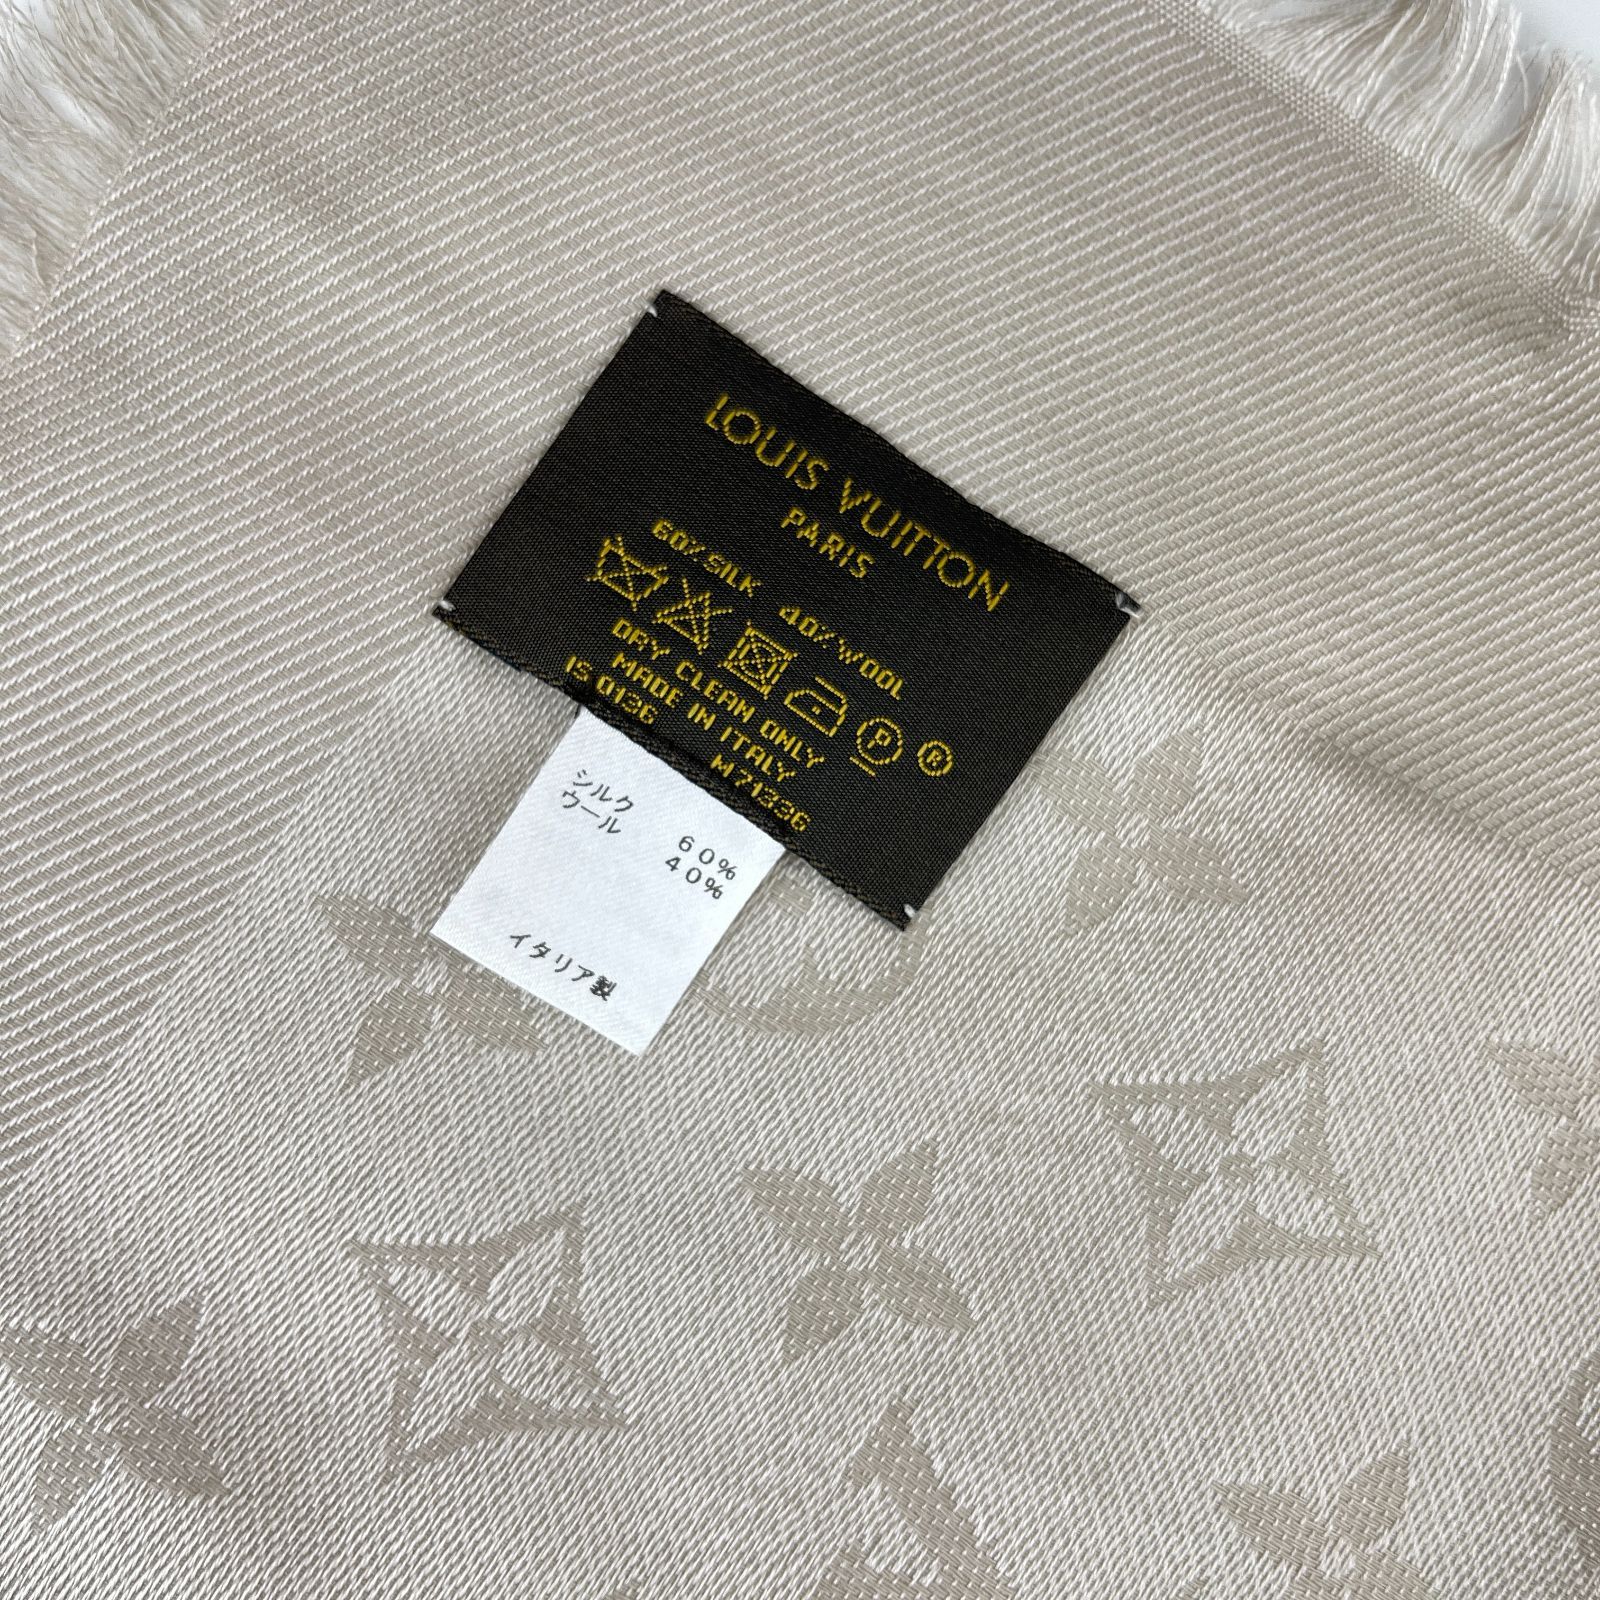 LOUIS VUITTON
PARIS
60% SILK 40% WOOL
P ®
DRY CLEAN ONLY
MADE IN ITALY
IS 0136 M71336
シルク 60%
ウール 40%
イタリア製